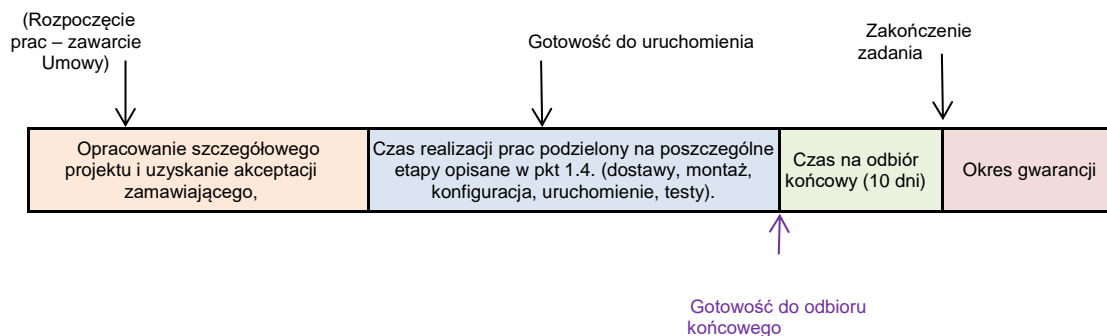 (Rozpoczęcie
prac – zawarcie
Umowy)
Gotowość do uruchomienia
Zakończenie
zadania
Opracowanie szczegółowego
projektu i uzyskanie akceptacji
zamawiającego,
Czas realizacji prac podzielony na poszczególne
etapy opisane w pkt 1.4. (dostawy, montaż,
konfiguracja, uruchomienie, testy).
Czas na odbiór
końcowy (10 dni)
Okres gwarancji
Gotowość do odbioru
końcowego